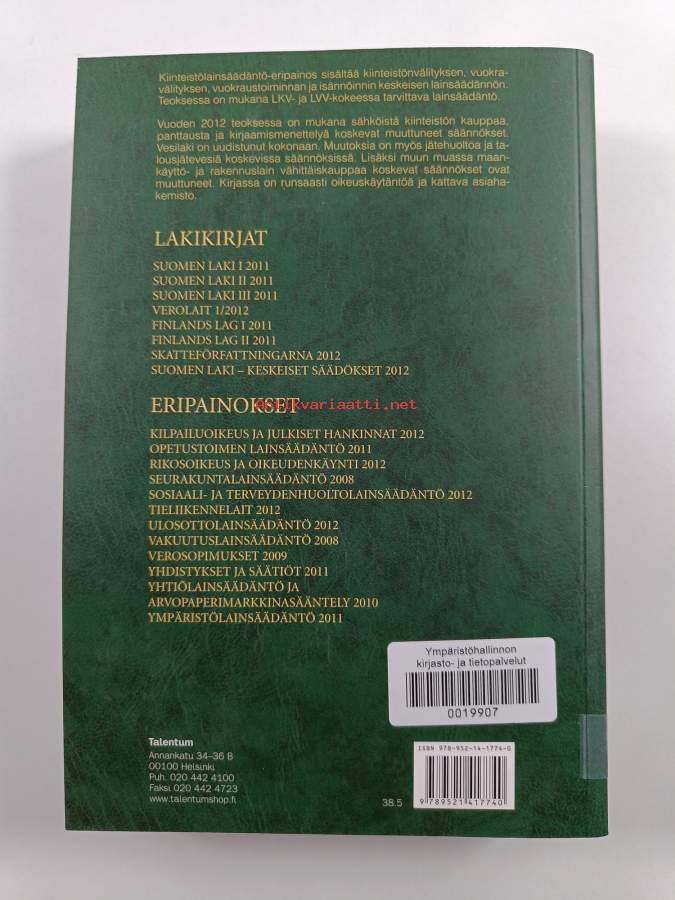 Kiinteistölainsäädäntö-eripainos sisältää kiinteistönvälityksen, vuokra-
välityksen, vuokraustoiminnan ja isännöinnin keskeisen lainsäädännön.
Teoksessa on mukana LKV- ja LVV-kokeessa tarvittava lainsäädäntö.
Vuoden 2012 teoksessa on mukana sähköistä kiinteistön kauppaa,
panttausta ja kirjaamismenettelyä koskevat muuttuneet säännökset.
Vesilaki on uudistunut kokonaan. Muutoksia on myös jätehuoltoa ja ta-
lousjätevesiä koskevissa säännöksissä. Lisäksi muun muassa maan-
käyttö- ja rakennuslain vähittäiskauppaa koskevat säännökset ovat
muuttuneet. Kirjassa on runsaasti oikeuskäytäntöä ja kattava asiaha-
kemisto.
LAKIKIRJAT
SUOMEN LAKI I 2011
SUOMEN LAKI II 2011
SUOMEN LAKI III 2011
VEROLAIT 1/2012
FINLANDS LAG I 2011
FINLANDS LAG II 2011
SKATTEFÖRFATTNINGARNA 2012
SUOMEN LAKI – KESKEISET SÄÄDÖKSET 2012
ERIPAINOKSET
Antikvariaatti.net
KILPAILUOIKEUS JA JULKISET HANKINNAT 2012
OPETUSTOIMEN LAINSÄÄDÄNTÖ 2011
RIKOSOIKEUS JA OIKEUDENKÄYNTI 2012
SEURAKUNTALAINSÄÄDÄNTÖ 2008
SOSIAALI- JA TERVEYDENHUOLTOLAINSÄÄDÄNTÖ 2012
TIELIIKENNELAIT 2012
ULOSOTTOLAINSÄÄDÄNTÖ 2012
VAKUUTUSLAINSÄÄDÄNTÖ 2008
VEROSOPIMUKSET 2009
YHDISTYKSET JA SÄÄTIÖT 2011
YHTIÖLAINSÄÄDÄNTÖ JA
ARVOPAPERIMARKKINASÄÄNTELY 2010
YMPÄRISTÖLAINSÄÄDÄNTÖ 2011
Ympäristöhallinnon
kirjasto- ja tietopalvelut
0019907
Talentum
Annankatu 34–36 B
00100 Helsinki
Puh. 020 442 4100
Faksi 020 442 4723
www.talentumshop.fi
38.5
ISBN 978-952-14-1774-0
9 789521 417740